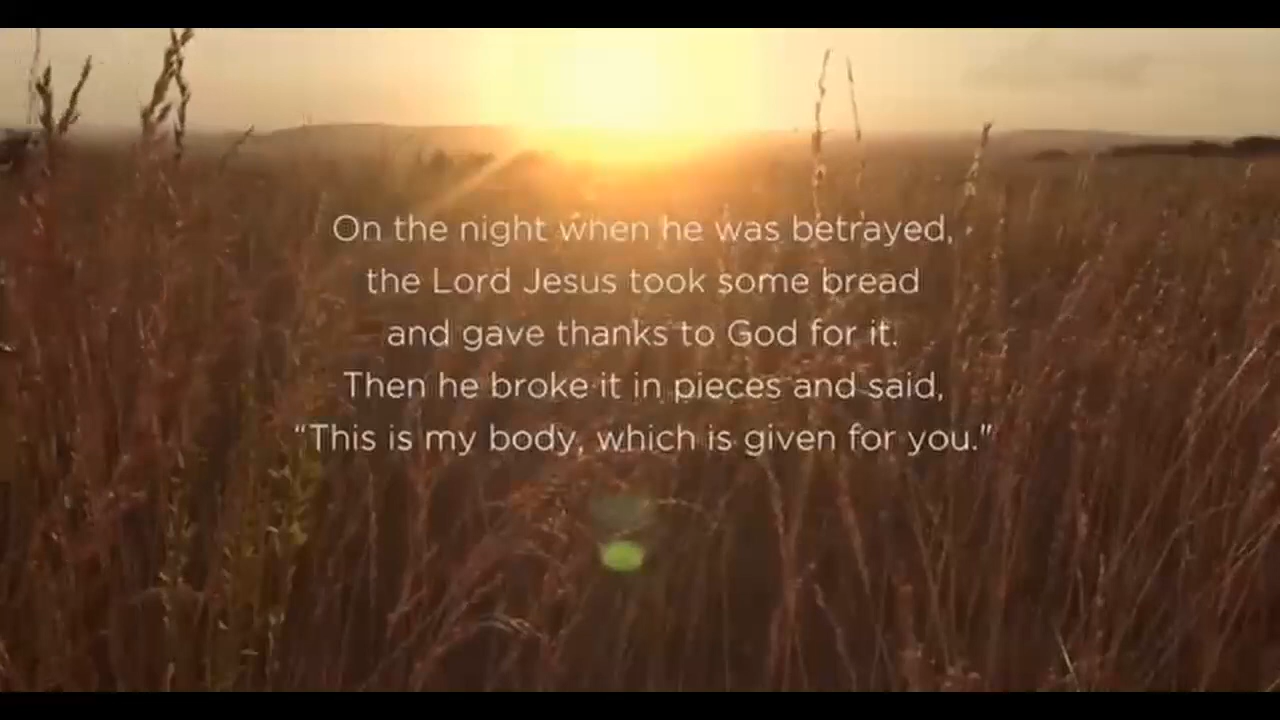 On the night when he was betrayed,
the Lord Jesus took some bread
and gave thanks to God for it.
Then he broke it in pieces and said,
“This is my body, which is given for you."